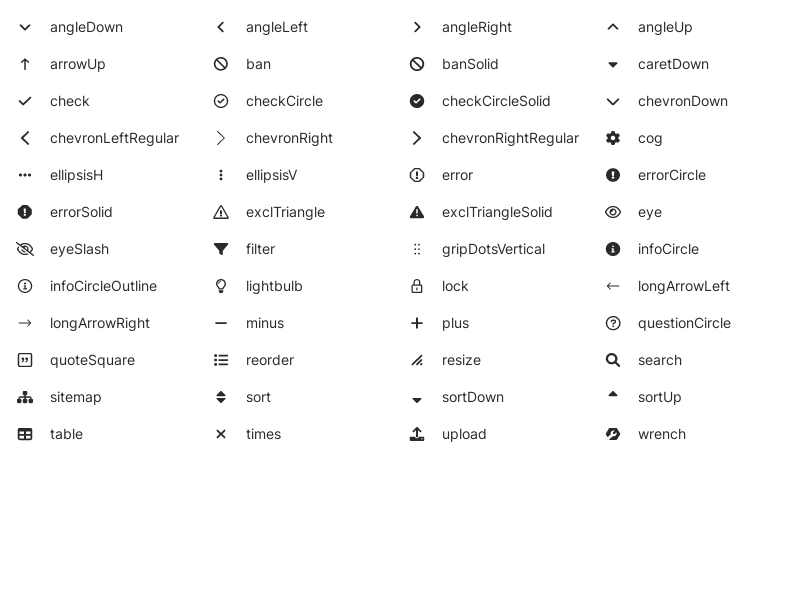 angleDown angleLeft angleRight angleUp
arrowUp ban banSolid caretDown
check checkCircle checkCircleSolid chevronDown
chevronLeftRegular chevronRight chevronRightRegular cog
ellipsisH ellipsisV error errorCircle
errorSolid exclTriangle exclTriangleSolid eye
eyeSlash filter gripDotsVertical infoCircle
infoCircleOutline lightbulb lock longArrowLeft
longArrowRight minus plus questionCircle
quoteSquare reorder resize search
sitemap sort sortDown sortUp
table times upload wrench